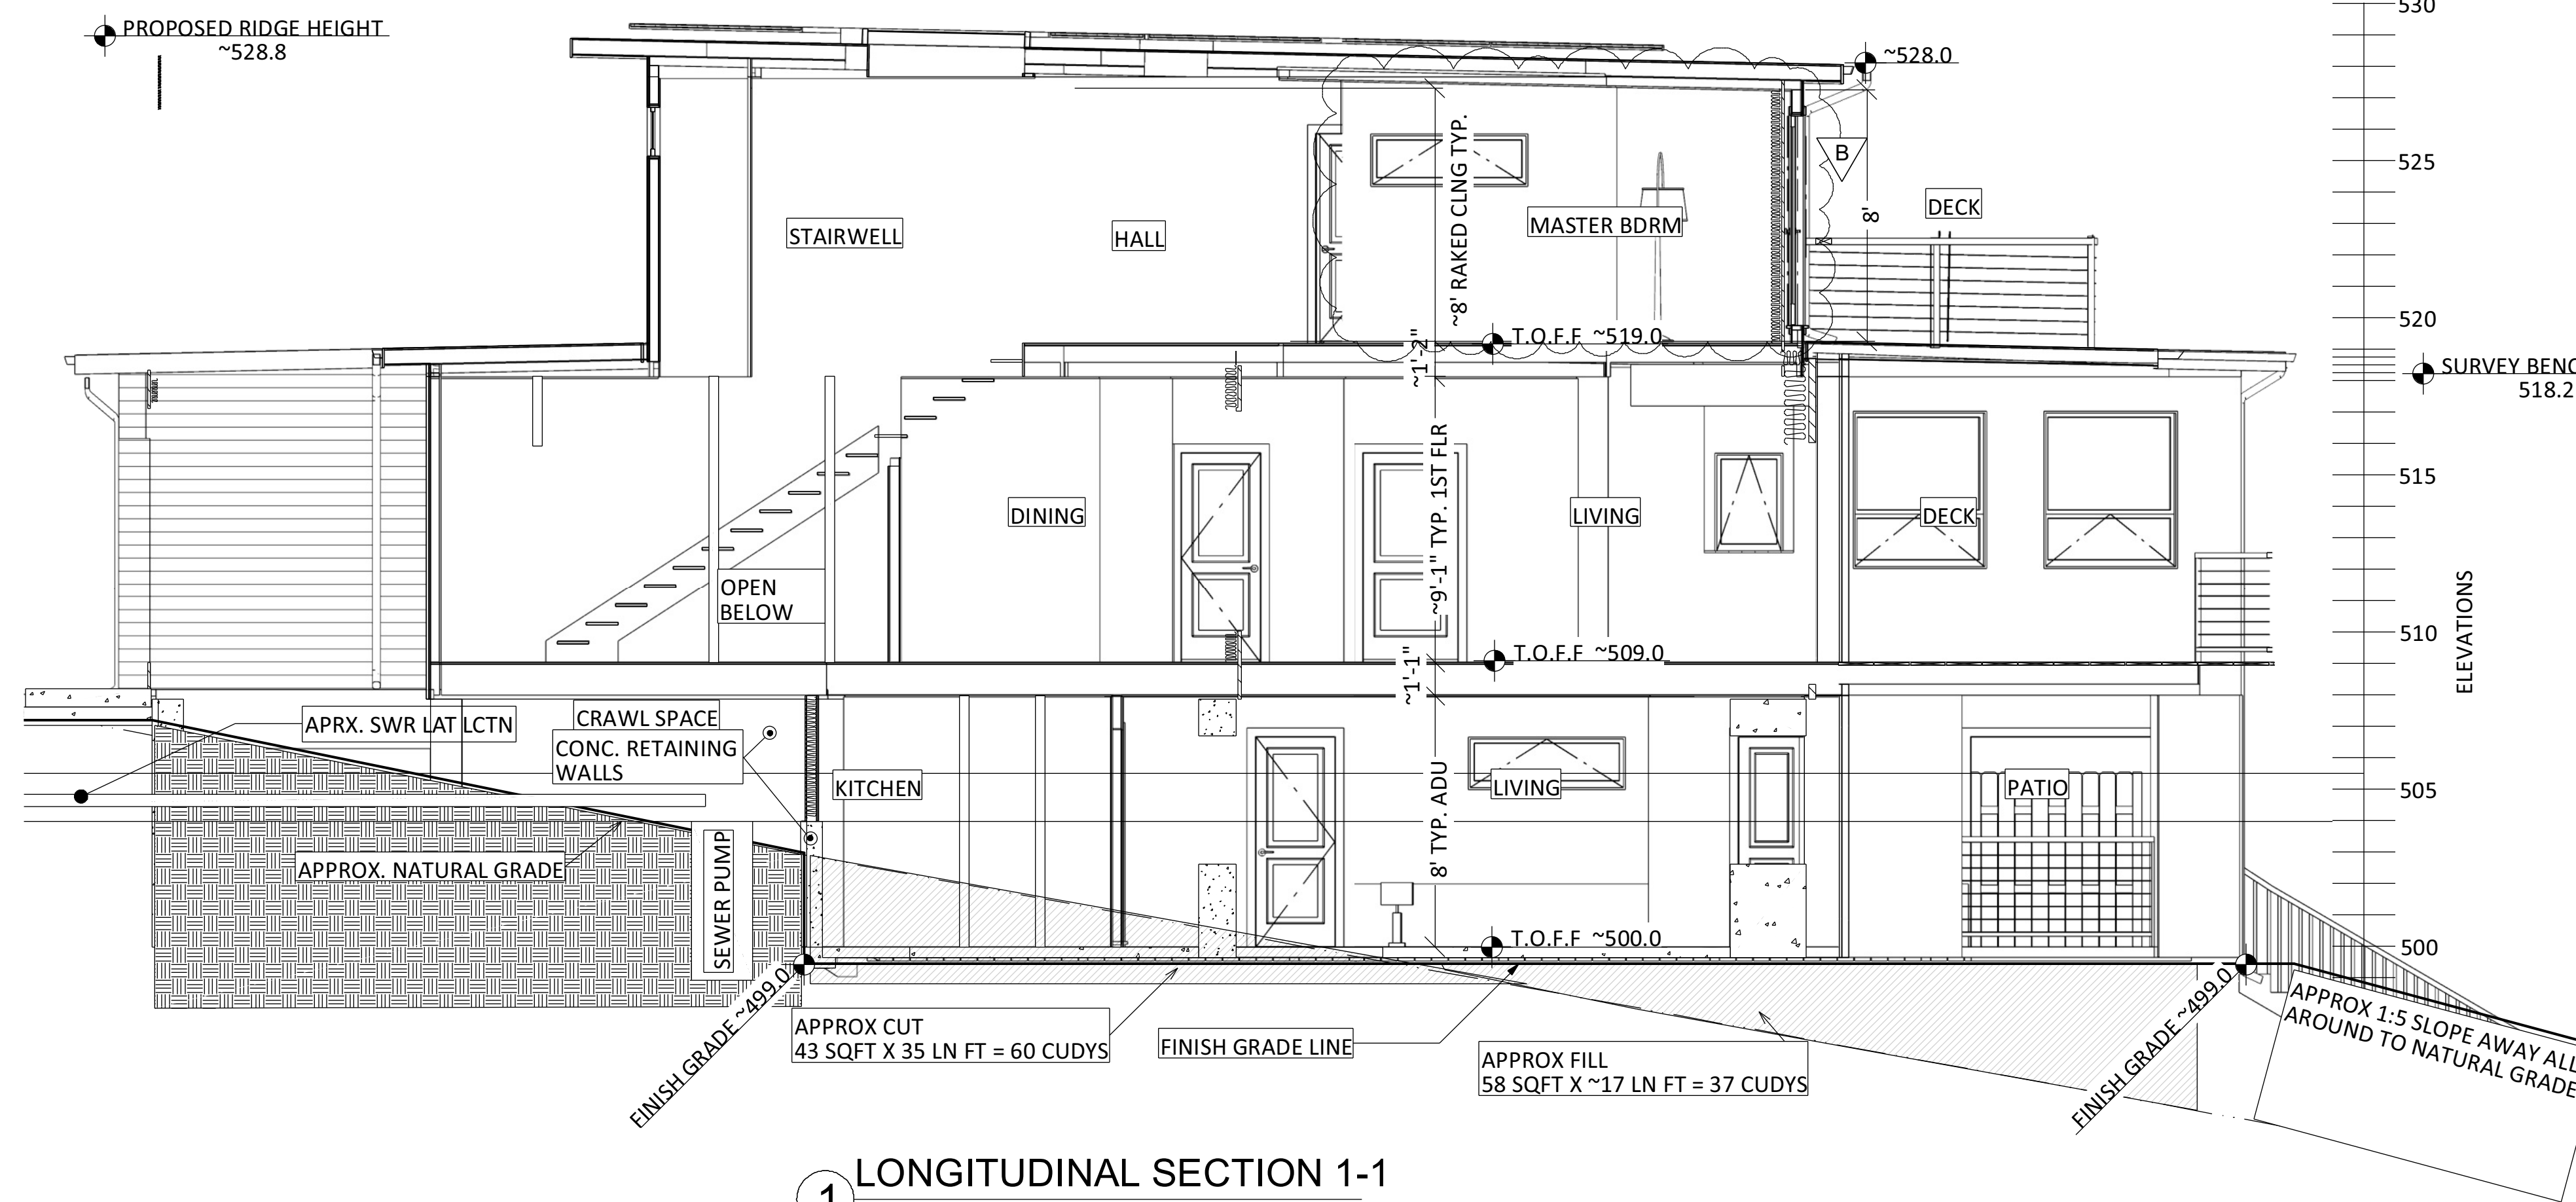 PROPOSED RIDGE HEIGHT
~528.8
~528.0
530
B
525
8'
DECK
STAIRWELL
HALL
MASTER BDRM
~8' RAKED CLNG TYP.
520
T.O.F.F ~519.0
~1'-2"
SURVEY BENC
518.2
515
DINING
LIVING
DECK
~9'-1" TYP. 1ST FLR
OPEN
BELOW
510
ELEVATIONS
T.O.F.F ~509.0
~1'-1"
APRX. SWR LAT LCTN
CRAWL SPACE
CONC. RETAINING
WALLS
KITCHEN
LIVING
PATIO
505
8' TYP. ADU
APPROX. NATURAL GRADE
SEWER PUMP
T.O.F.F ~500.0
500
FINISH GRADE ~499.0
APPROX CUT
43 SQFT X 35 LN FT = 60 CUDYS
FINISH GRADE LINE
APPROX FILL
58 SQFT X ~17 LN FT = 37 CUDYS
FINISH GRADE ~499.0
APPROX 1:5 SLOPE AWAY ALL
AROUND TO NATURAL GRADE
1
LONGITUDINAL SECTION 1-1